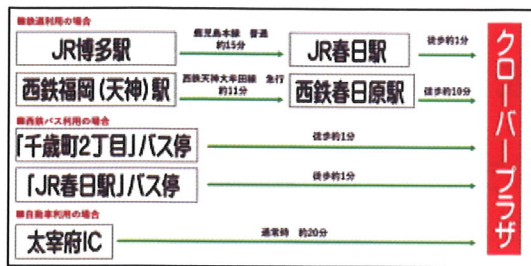 ■鉄道利用の場合
JR博多駅
鹿児島本線 普通
約15分
JR春日駅
徒歩約1分
西鉄福岡(天神)駅
西鉄天神大牟田線 急行
約11分
西鉄春日原駅
徒歩約10分
■西鉄バス利用の場合
「千歳町2丁目」バス停
徒歩約1分
「JR春日駅」バス停
徒歩約1分
■自動車利用の場合
太宰府IC
通常時 約20分
クローバープラザ